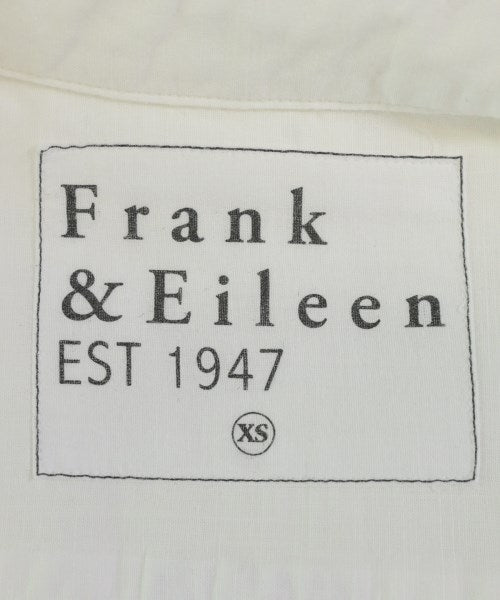 Frank
& Eileen
EST 1947
XS